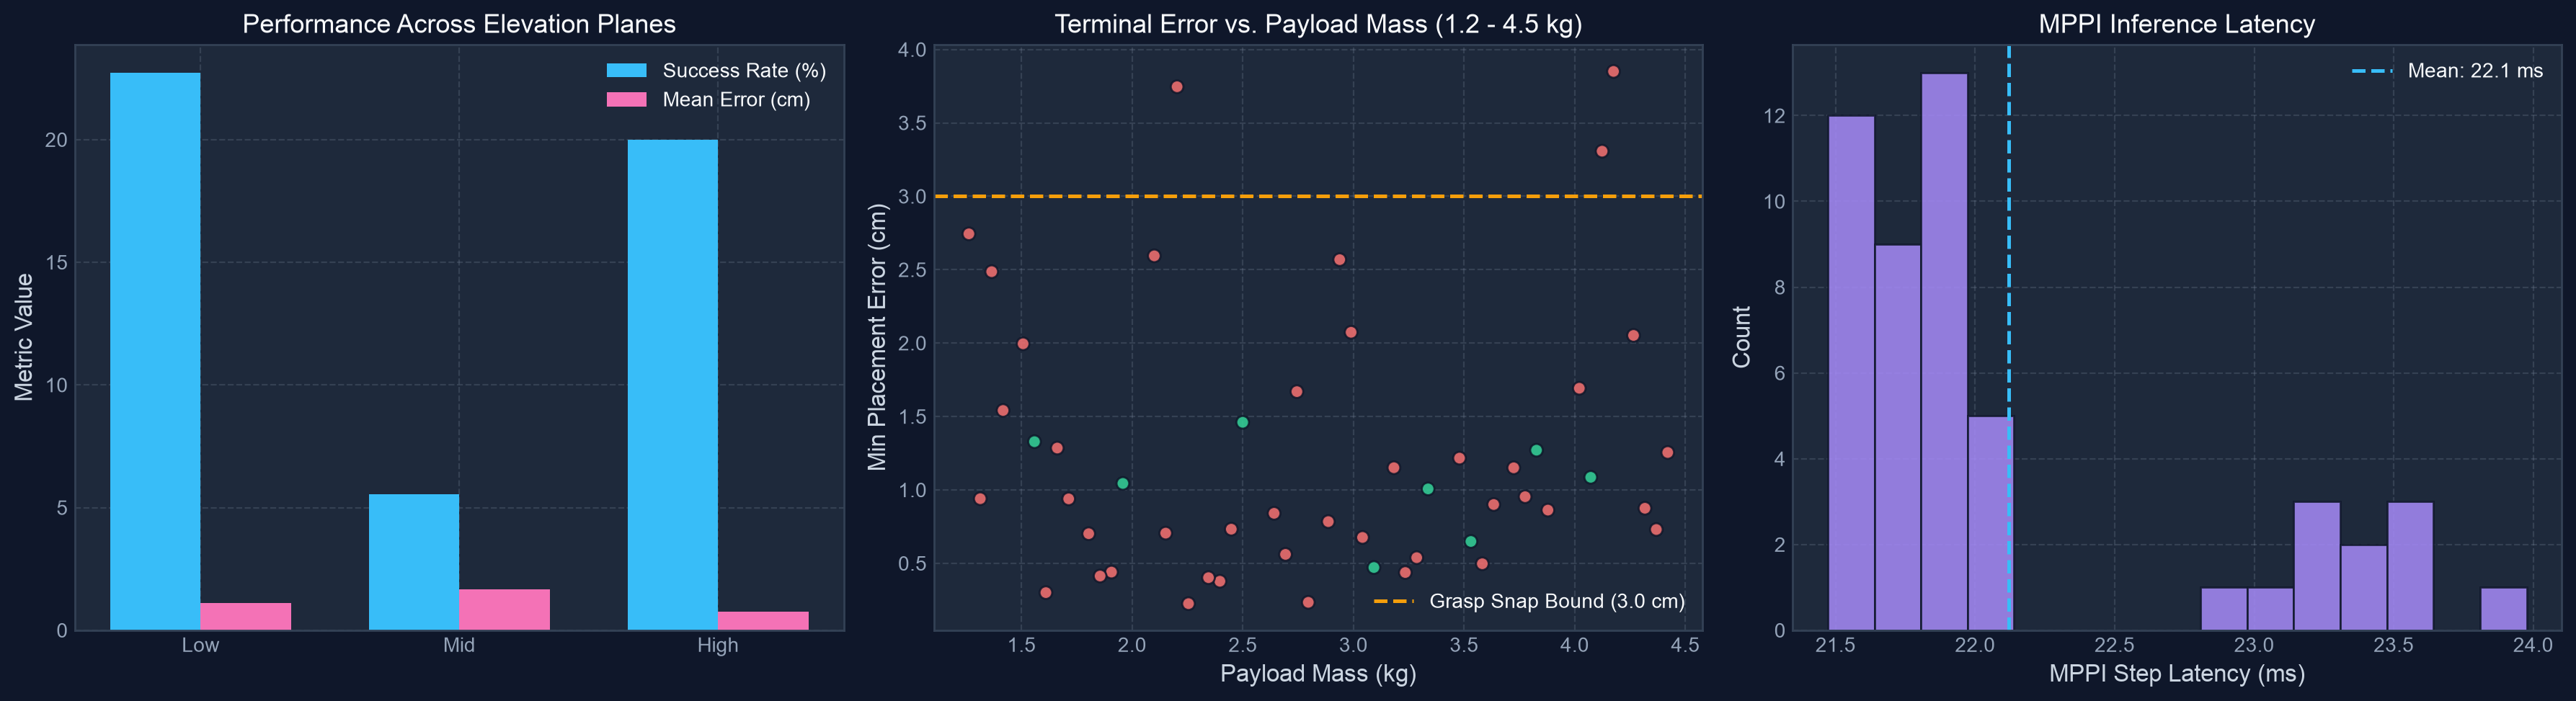 Performance Across Elevation Planes
Success Rate (%)
Mean Error (cm)
Metric Value
20
15
10
5
0
Low
Mid
High
Terminal Error vs. Payload Mass (1.2 - 4.5 kg)
Min Placement Error (cm)
4.0
3.5
3.0
2.5
2.0
1.5
1.0
0.5
Grasp Snap Bound (3.0 cm)
1.5
2.0
2.5
3.0
3.5
4.0
4.5
Payload Mass (kg)
MPPI Inference Latency
Mean: 22.1 ms
Count
12
10
8
6
4
2
0
21.5
22.0
22.5
23.0
23.5
24.0
MPPI Step Latency (ms)